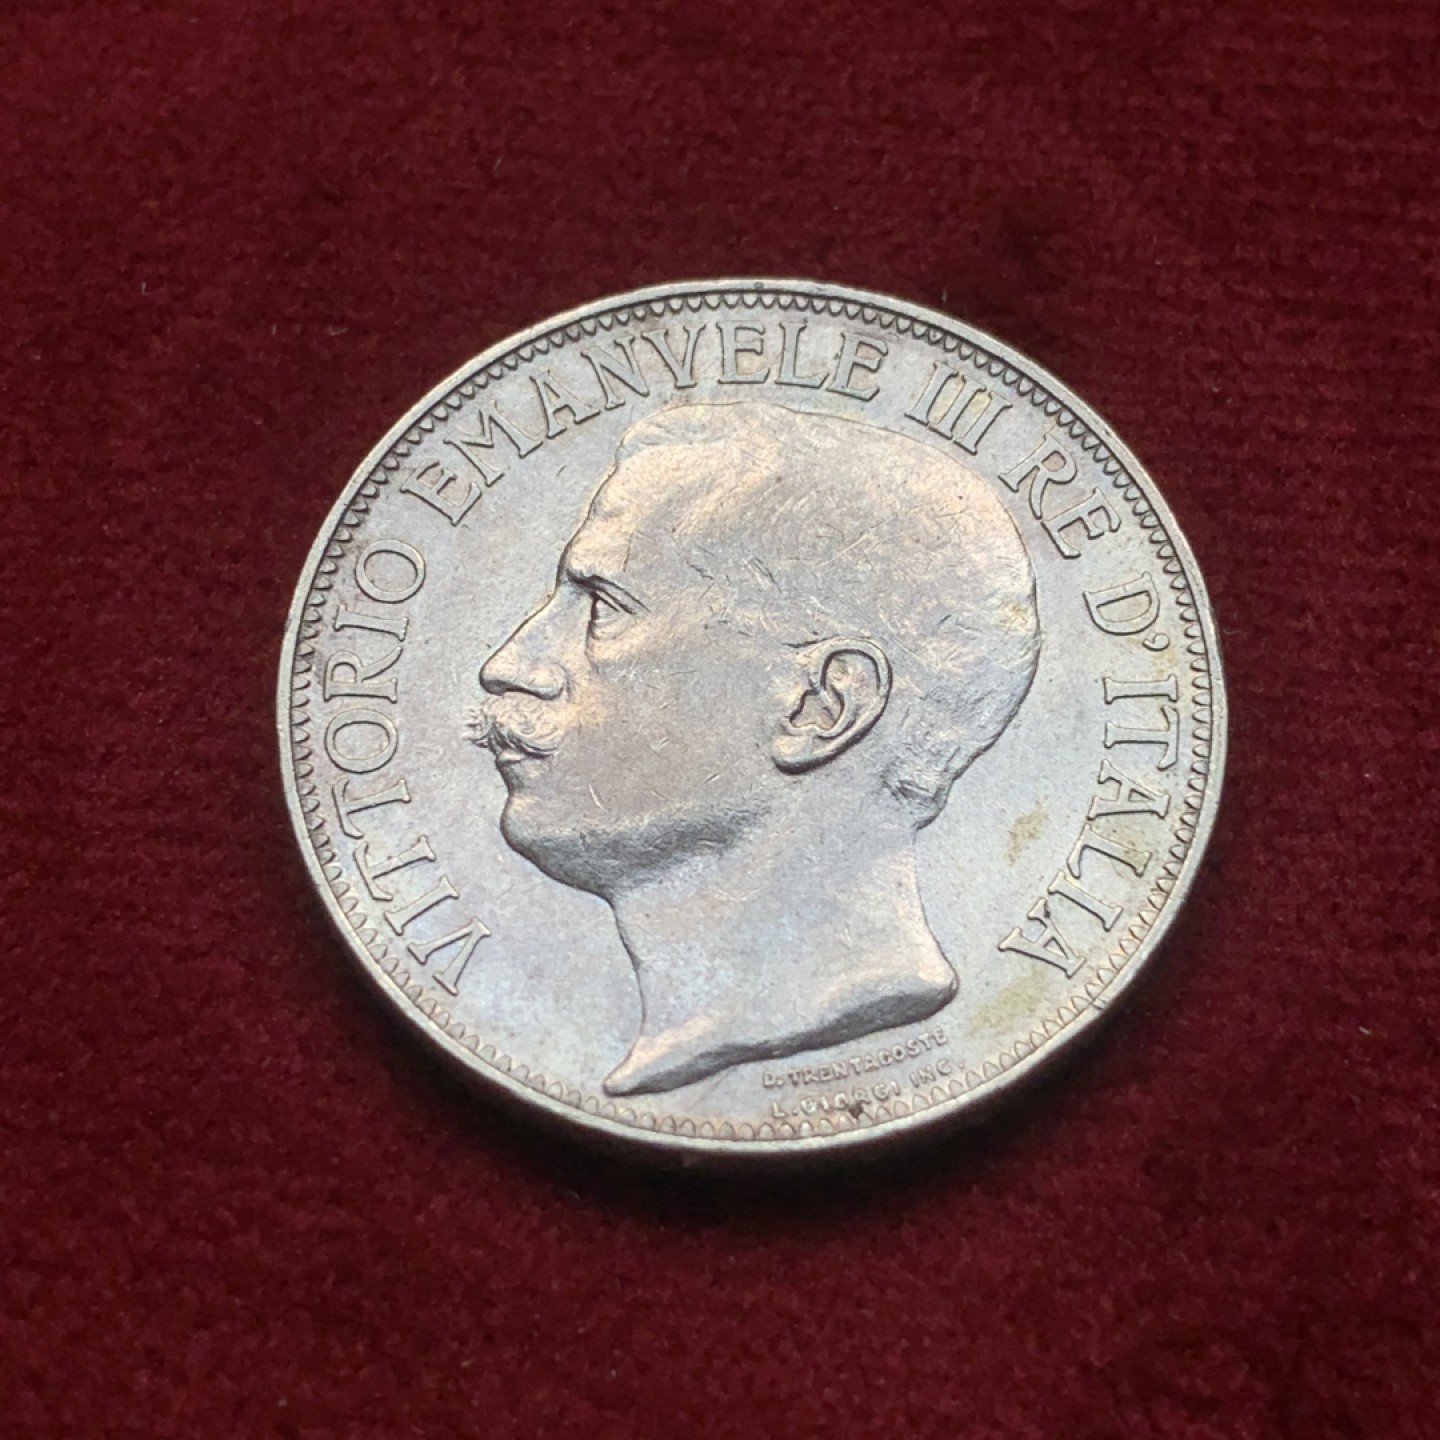 VITTORIO EMANVELE III RE D'ITALIA
D. TRENTACOSTE
L. GIORGI INC.